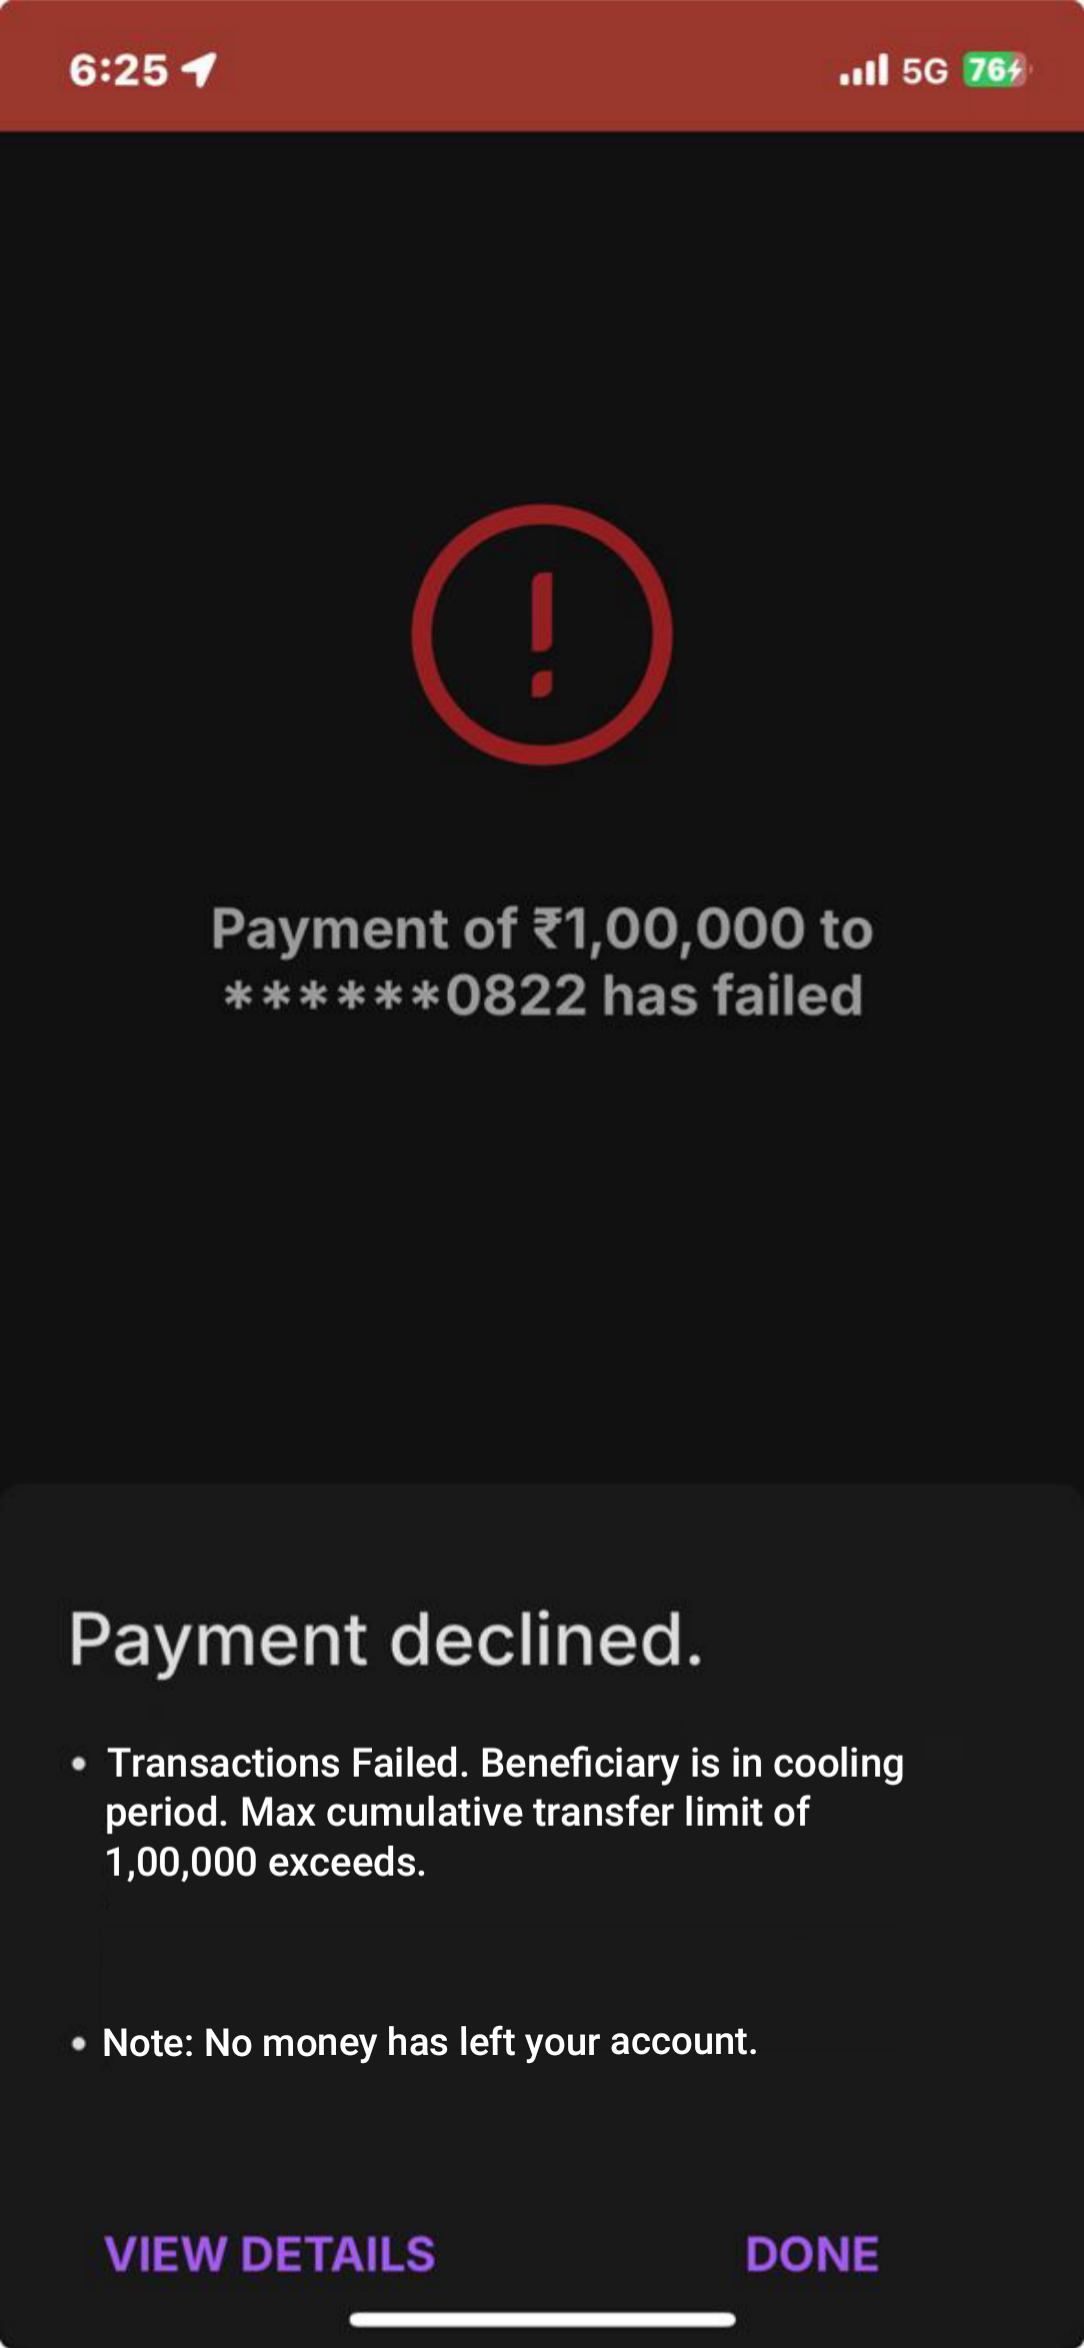 6:25
5G 76
Payment of ₹1,00,000 to
******0822 has failed
Payment declined.
• Transactions Failed. Beneficiary is in cooling
period. Max cumulative transfer limit of
1,00,000 exceeds.
• Note: No money has left your account.
VIEW DETAILS DONE